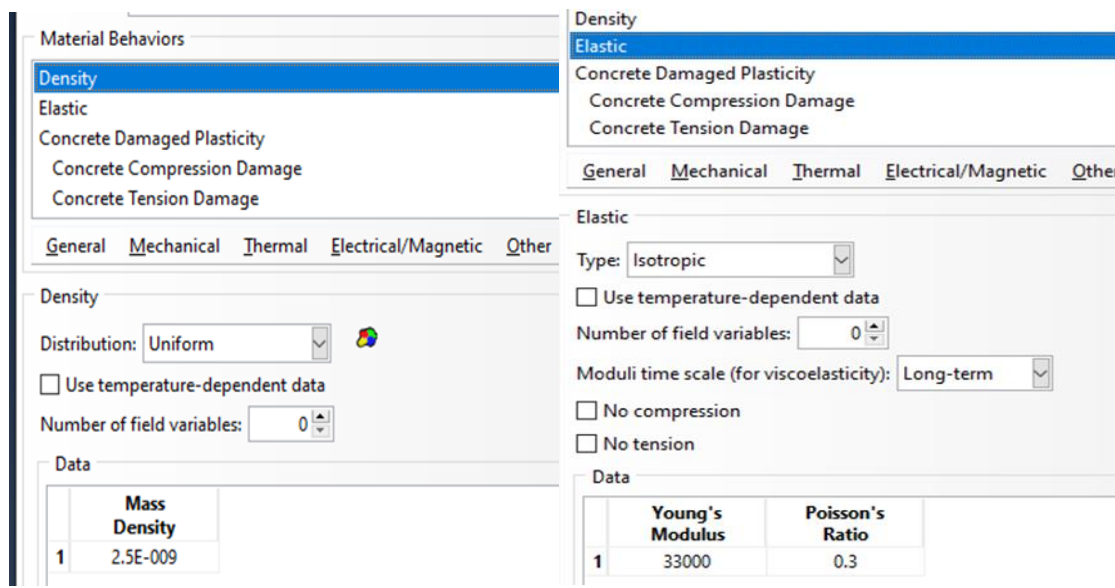 Material Behaviors
Density
Elastic
Concrete Damaged Plasticity
Concrete Compression Damage
Concrete Tension Damage
General Mechanical Thermal Electrical/Magnetic Other
Density
Distribution: Uniform
Use temperature-dependent data
Number of field variables: 0
Data
Mass
Density
1 2.5E-009
Density
Elastic
Concrete Damaged Plasticity
Concrete Compression Damage
Concrete Tension Damage
General Mechanical Thermal Electrical/Magnetic Other
Elastic
Type: Isotropic
Use temperature-dependent data
Number of field variables: 0
Moduli time scale (for viscoelasticity): Long-term
No compression
No tension
Data
Young's Poisson's
Modulus Ratio
1 33000 0.3